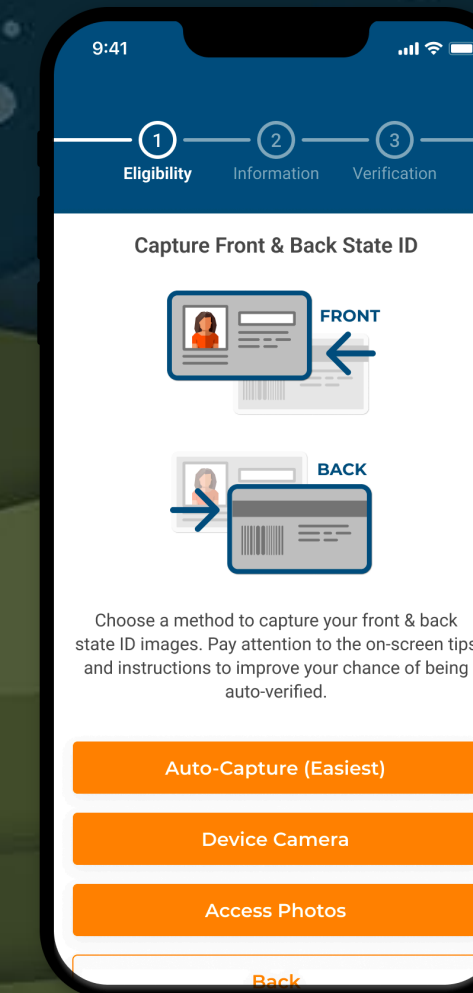 9:41
1
2
3
Eligibility
Information
Verification
Capture Front & Back State ID
FRONT
BACK
Choose a method to capture your front & back
state ID images. Pay attention to the on-screen tips
and instructions to improve your chance of being
auto-verified.
Auto-Capture (Easiest)
Device Camera
Access Photos
Back